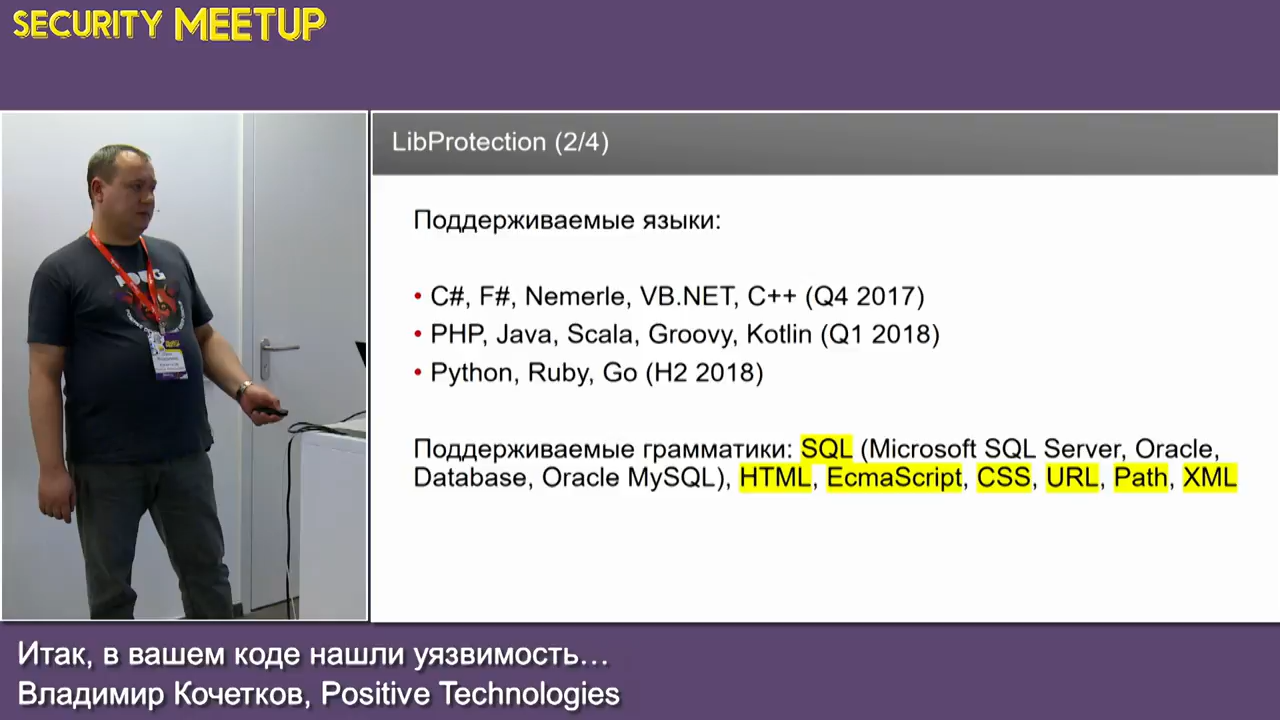 SECURITY MEETUP
LibProtection (2/4)
Поддерживаемые языки:
• C#, F#, Nemerle, VB.NET, C++ (Q4 2017)
• PHP, Java, Scala, Groovy, Kotlin (Q1 2018)
• Python, Ruby, Go (H2 2018)
Поддерживаемые грамматики: SQL (Microsoft SQL Server, Oracle,
Database, Oracle MySQL), HTML, EcmaScript, CSS, URL, Path, XML
Итак, в вашем коде нашли уязвимость…
Владимир Кочетков, Positive Technologies